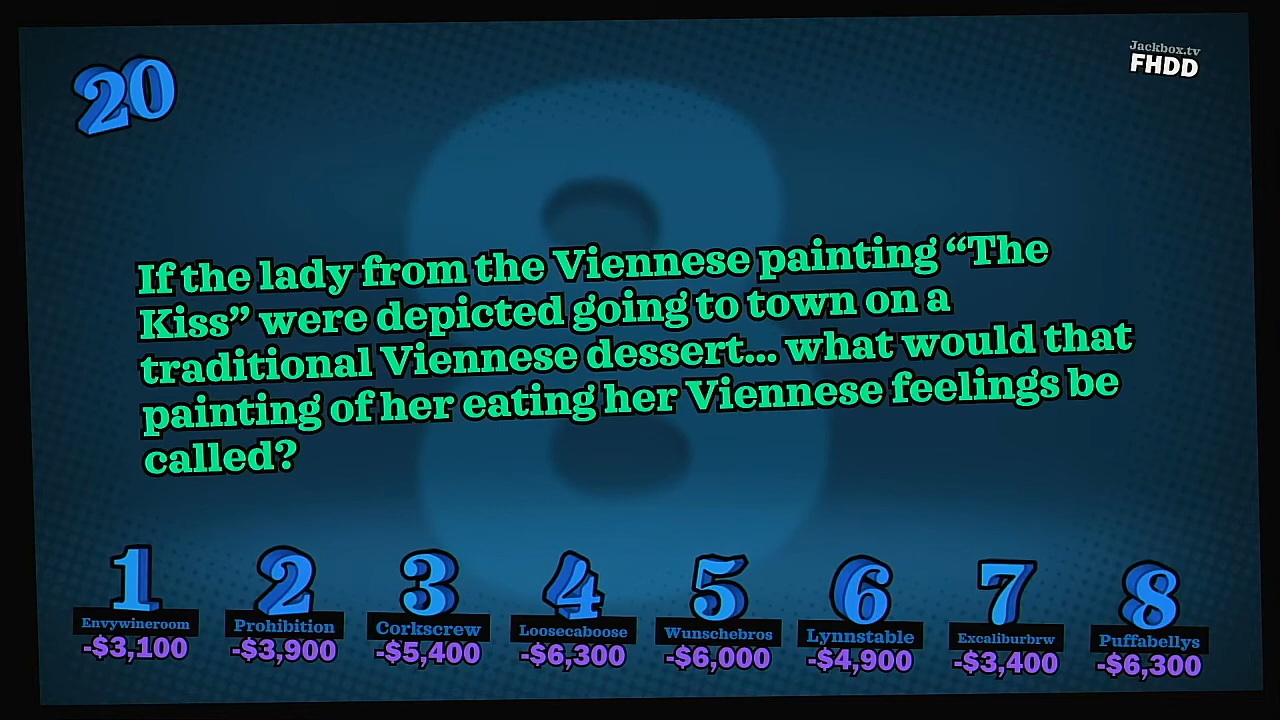 20
Jackbox.tv
FHDD
If the lady from the Viennese painting “The
Kiss” were depicted going to town on a
traditional Viennese dessert... what would that
painting of her eating her Viennese feelings be
called?
8
1 2 3 4 5 6 7 8
Envywineroom Prohibition Corkscrew Loosecaboose Wunschebros Lynnstable Excaliburbrw Puffabellys
-$3,100 -$3,900 -$5,400 -$6,300 -$6,000 -$4,900 -$3,400 -$6,300